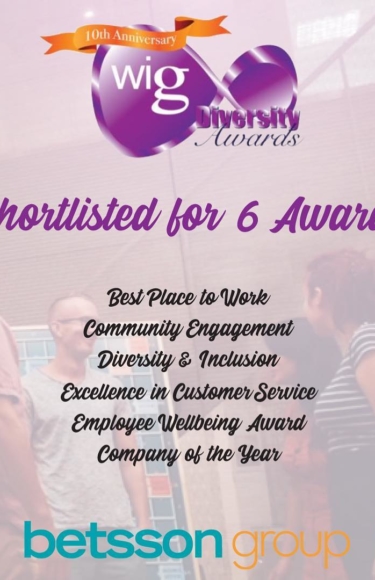 10th Anniversary
wig
Diversity
Awards
hortlisted for 6 Awar
Best Place to Work
Community Engagement
Diversity & Inclusion
Excellence in Customer Service
Employee Wellbeing Award
Company of the Year
betsson group